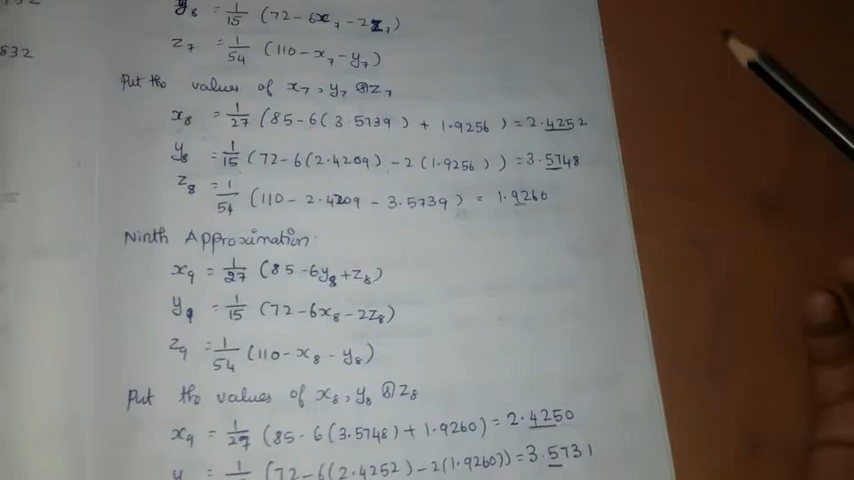 832
y₈ = 1/15 (72 - 6x₇ - 2z₇)
z₇ = 1/54 (110 - x₇ - y₇)
Put the values of x₇, y₇ & z₇
x₈ = 1/27 (85 - 6(3.5739) + 1.9256) = 2.4252
y₈ = 1/15 (72 - 6(2.4209) - 2(1.9256)) = 3.5748
z₈ = 1/54 (110 - 2.4209 - 3.5739) = 1.9260
Ninth Approximation:
x₉ = 1/27 (85 - 6y₈ + z₈)
y₉ = 1/15 (72 - 6x₈ - 2z₈)
z₉ = 1/54 (110 - x₈ - y₈)
Put the values of x₈, y₈ & z₈
x₉ = 1/27 (85 - 6(3.5748) + 1.9260) = 2.4250
y = 1/ (72 - 6(2.4252) - 2(1.9260)) = 3.5731